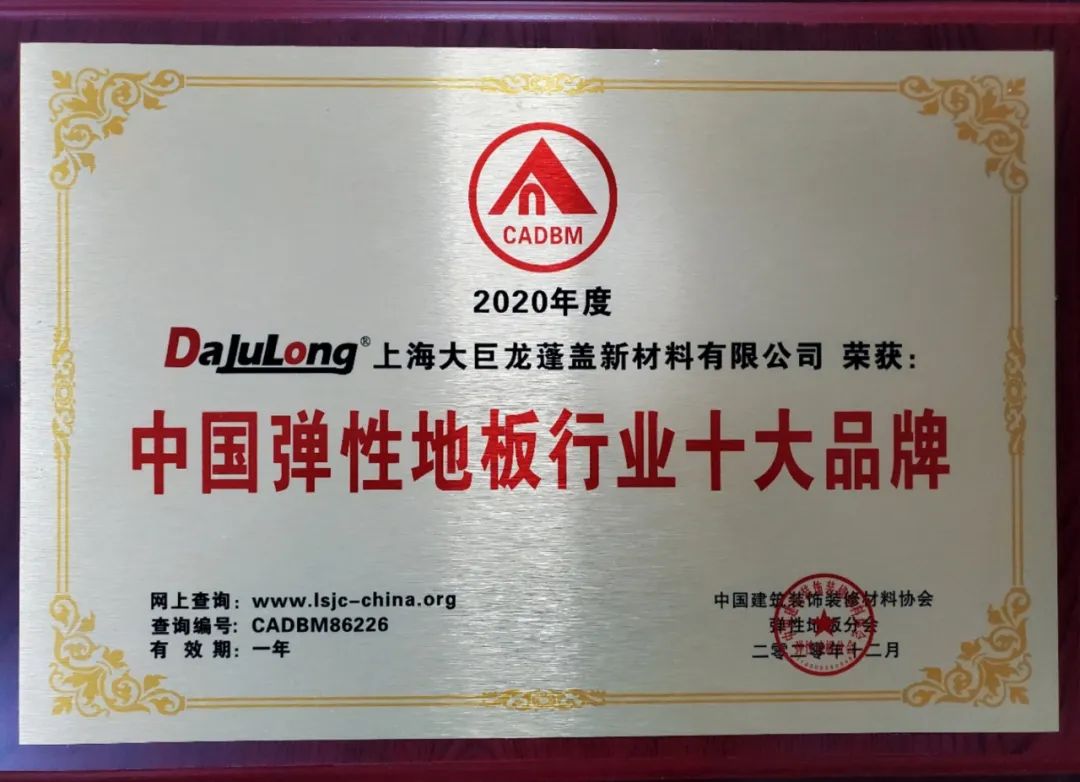 CADBM
2020年度
DaJuLong® 上海大巨龙蓬盖新材料有限公司 荣获：
中国弹性地板行业十大品牌
网上查询：www.lsjc-china.org
查询编号：CADBM86226
有 效 期：一年
中国建筑装饰装修材料协会
弹性地板分会
二零二零年十二月